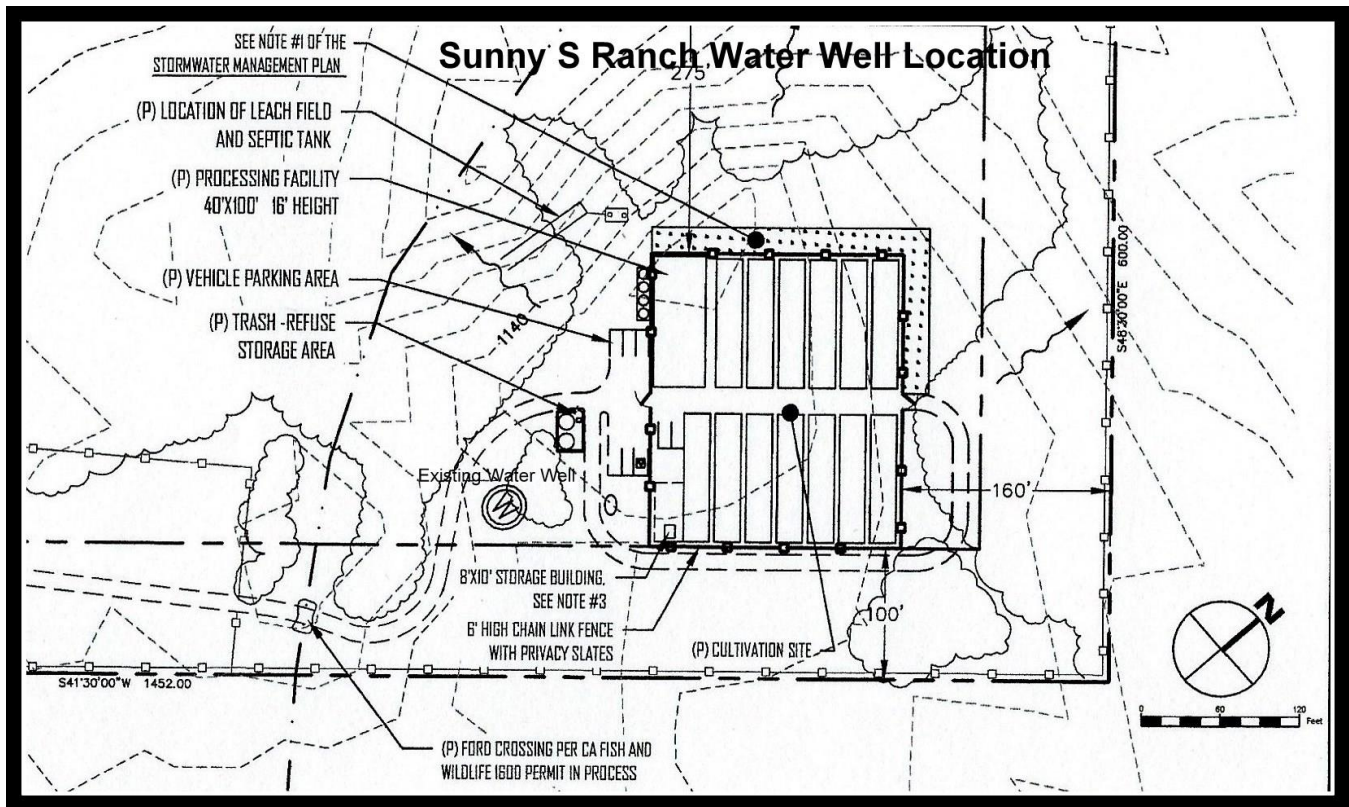 Sunny S Ranch Water Well Location
SEE NOTE #1 OF THE
STORMWATER MANAGEMENT PLAN
275'
(P) LOCATION OF LEACH FIELD
AND SEPTIC TANK
(P) PROCESSING FACILITY
40'X100' 16' HEIGHT
(P) VEHICLE PARKING AREA
(P) TRASH -REFUSE
STORAGE AREA
1140
S48°30'00"E 600.00
Existing Water Well
W
160'
8'X10' STORAGE BUILDING,
SEE NOTE #3
6' HIGH CHAIN LINK FENCE
WITH PRIVACY SLATES
(P) CULTIVATION SITE
100'
N
S41°30'00"W 1452.00
0 60 120
Feet
(P) FORD CROSSING PER CA FISH AND
WILDLIFE 1600 PERMIT IN PROCESS